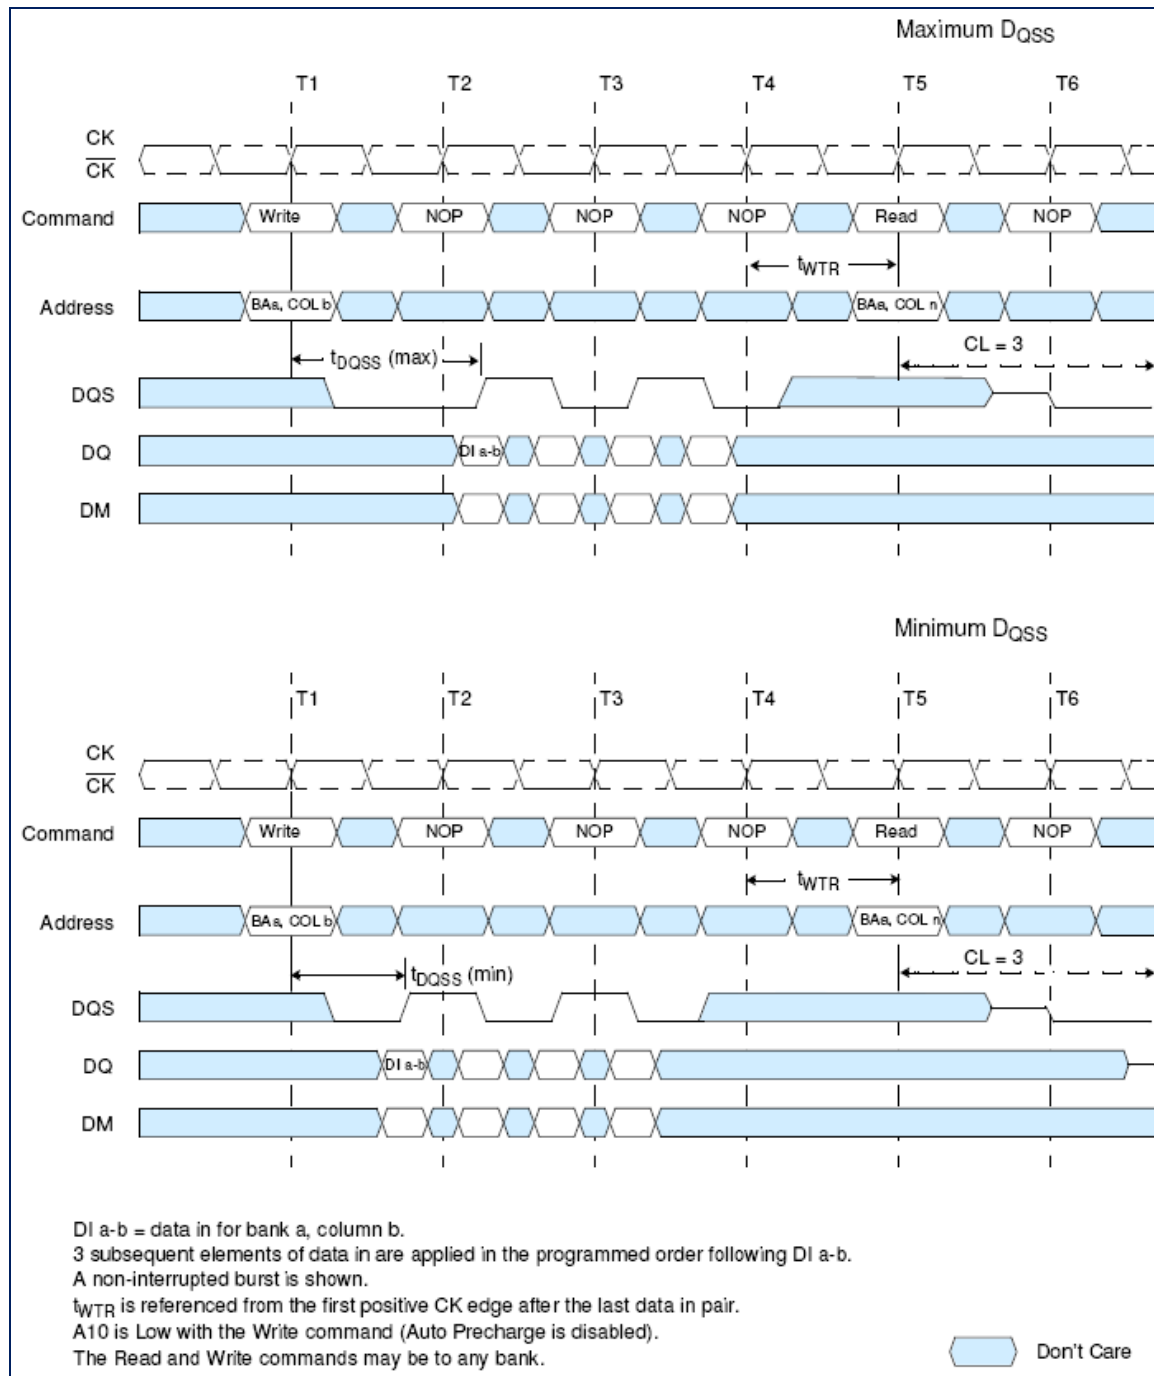 Maximum DQSS
T1 T2 T3 T4 T5 T6
CK
CK
Command Write NOP NOP NOP Read NOP
tWTR
Address BAa, COL b BAa, COL n
tDQSS (max) CL = 3
DQS
DQ DI a-b
DM
Minimum DQSS
T1 T2 T3 T4 T5 T6
CK
CK
Command Write NOP NOP NOP Read NOP
tWTR
Address BAa, COL b BAa, COL n
tDQSS (min) CL = 3
DQS
DQ DI a-b
DM
DI a-b = data in for bank a, column b.
3 subsequent elements of data in are applied in the programmed order following DI a-b.
A non-interrupted burst is shown.
tWTR is referenced from the first positive CK edge after the last data in pair.
A10 is Low with the Write command (Auto Precharge is disabled).
The Read and Write commands may be to any bank.
Don't Care